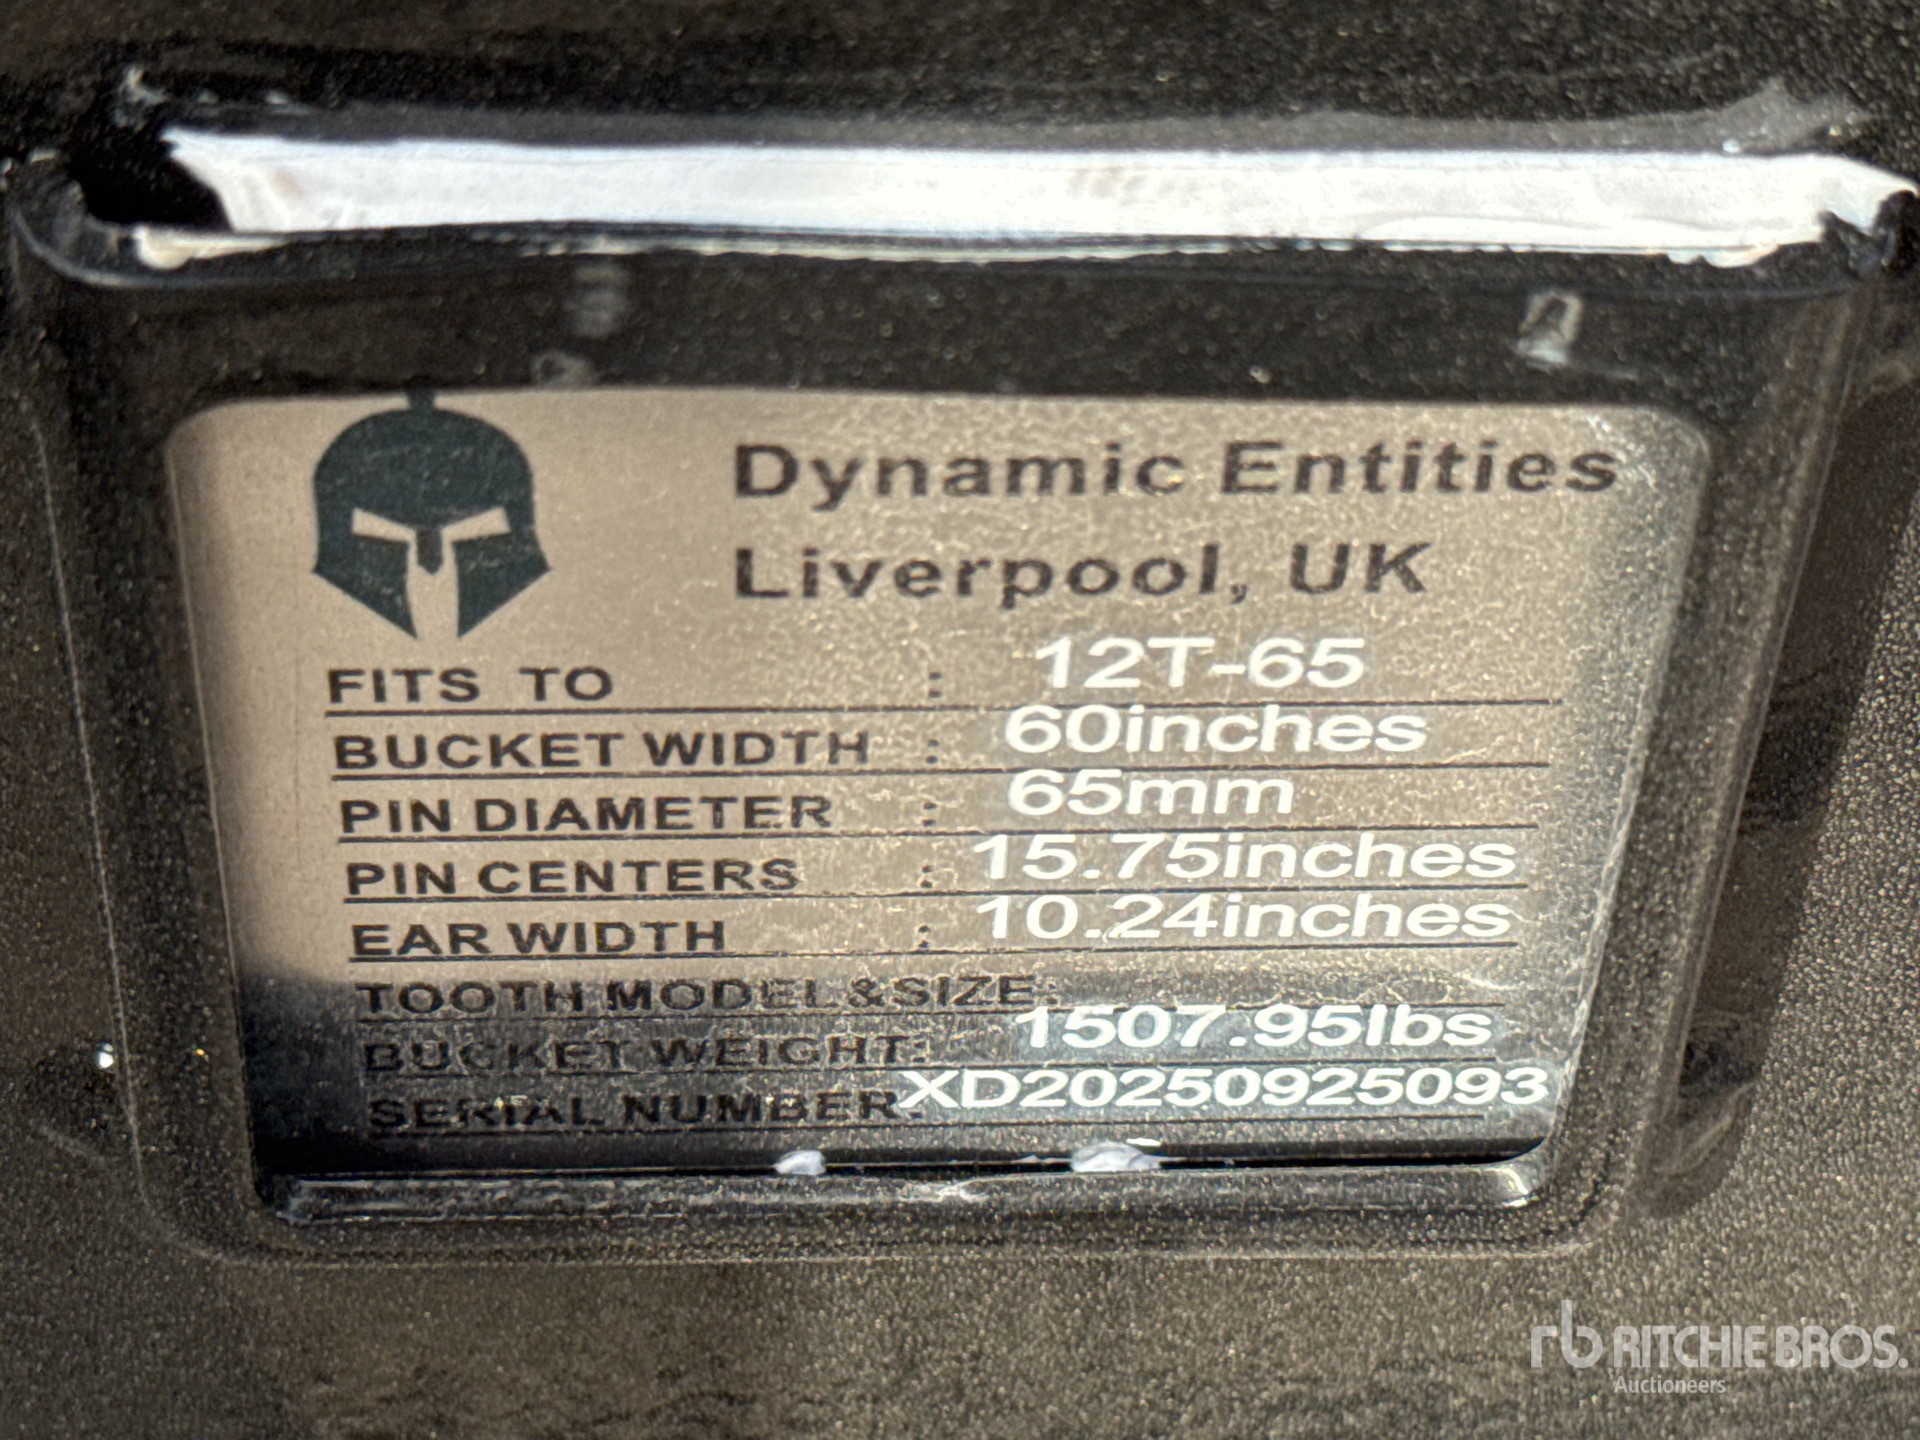 Dynamic Entities
Liverpool, UK
FITS TO : 12T-65
BUCKET WIDTH : 60inches
PIN DIAMETER : 65mm
PIN CENTERS : 15.75inches
EAR WIDTH : 10.24inches
TOOTH MODEL&SIZE:
BUCKET WEIGHT: 1507.95lbs
SERIAL NUMBER: XD20250925093
rb RITCHIE BROS.
Auctioneers